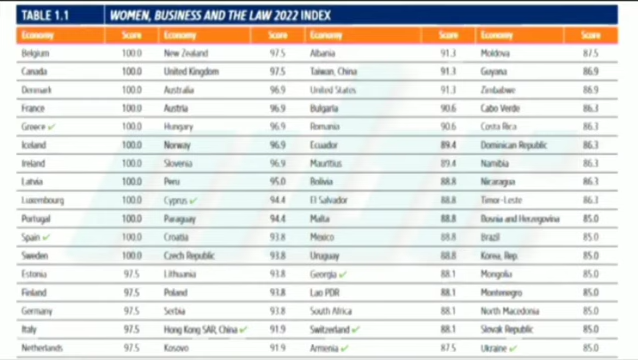 TABLE 1.1 WOMEN, BUSINESS AND THE LAW 2022 INDEX
Economy Score Economy Score Economy Score Economy Score
Belgium 100.0 New Zealand 97.5 Albania 91.3 Moldova 87.5
Canada 100.0 United Kingdom 97.5 Taiwan, China 91.3 Guyana 86.9
Denmark 100.0 Australia 96.9 United States 91.3 Zimbabwe 86.9
France 100.0 Austria 96.9 Bulgaria 90.6 Cabo Verde 86.3
Greece ✓ 100.0 Hungary 96.9 Romania 90.6 Costa Rica 86.3
Iceland 100.0 Norway 96.9 Ecuador 89.4 Dominican Republic 86.3
Ireland 100.0 Slovenia 96.9 Mauritius 89.4 Namibia 86.3
Latvia 100.0 Peru 95.0 Bolivia 88.8 Nicaragua 86.3
Luxembourg 100.0 Cyprus ✓ 94.4 El Salvador 88.8 Timor-Leste 86.3
Portugal 100.0 Paraguay 94.4 Malta 88.8 Bosnia and Herzegovina 85.0
Spain ✓ 100.0 Croatia 93.8 Mexico 88.8 Brazil 85.0
Sweden 100.0 Czech Republic 93.8 Uruguay 88.8 Korea, Rep. 85.0
Estonia 97.5 Lithuania 93.8 Georgia ✓ 88.1 Mongolia 85.0
Finland 97.5 Poland 93.8 Lao PDR 88.1 Montenegro 85.0
Germany 97.5 Serbia 93.8 South Africa 88.1 North Macedonia 85.0
Italy 97.5 Hong Kong SAR, China ✓ 91.9 Switzerland ✓ 88.1 Slovak Republic 85.0
Netherlands 97.5 Kosovo 91.9 Armenia ✓ 87.5 Ukraine ✓ 85.0